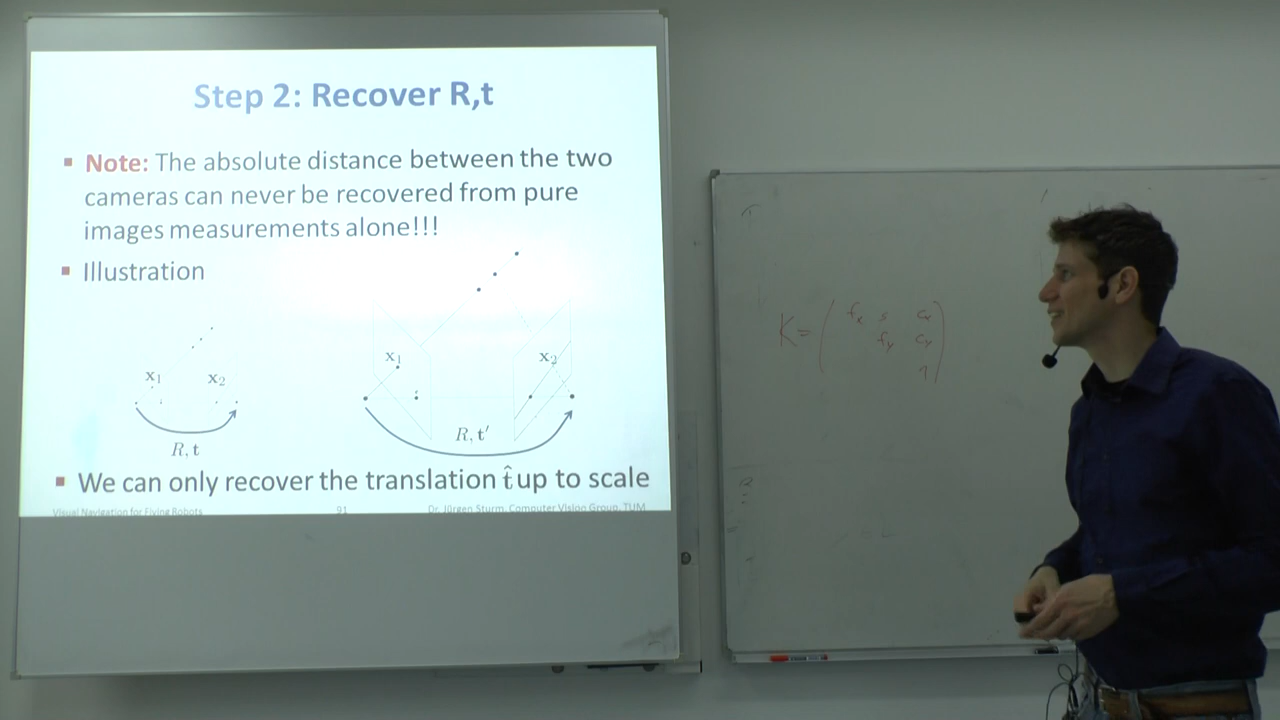 Step 2: Recover R,t
▪ Note: The absolute distance between the two
cameras can never be recovered from pure
images measurements alone!!!
▪ Illustration
x₁
x₂
R, t
x₁
x₂
R, t′
▪ We can only recover the translation t̂ up to scale
Visual Navigation for Flying Robots
91
Dr. Jürgen Sturm, Computer Vision Group, TUM
K = ( fx s cx
fy cy
1 )